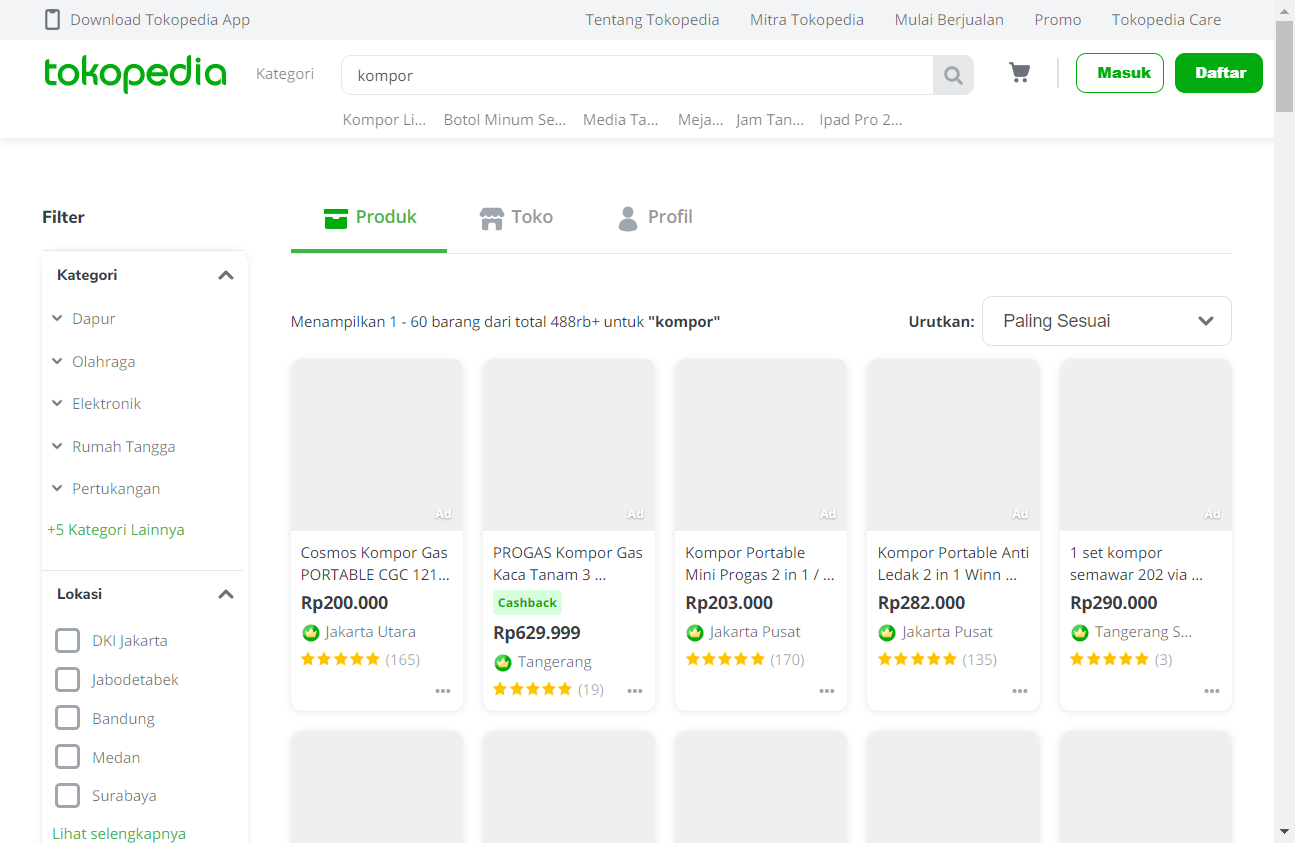 Download Tokopedia App
Tentang Tokopedia Mitra Tokopedia Mulai Berjualan Promo Tokopedia Care
tokopedia Kategori kompor Masuk Daftar
Kompor Li... Botol Minum Se... Media Ta... Meja... Jam Tan... Ipad Pro 2...
Filter
Produk Toko Profil
Kategori
Dapur
Olahraga
Elektronik
Rumah Tangga
Pertukangan
+5 Kategori Lainnya
Lokasi
DKI Jakarta
Jabodetabek
Bandung
Medan
Surabaya
Lihat selengkapnya
Menampilkan 1 - 60 barang dari total 488rb+ untuk "kompor"
Urutkan: Paling Sesuai
Ad
Cosmos Kompor Gas
PORTABLE CGC 121...
Rp200.000
Jakarta Utara
(165)
Ad
PROGAS Kompor Gas
Kaca Tanam 3 ...
Cashback
Rp629.999
Tangerang
(19)
Ad
Kompor Portable
Mini Progas 2 in 1 / ...
Rp203.000
Jakarta Pusat
(170)
Ad
Kompor Portable Anti
Ledak 2 in 1 Winn ...
Rp282.000
Jakarta Pusat
(135)
Ad
1 set kompor
semawar 202 via ...
Rp290.000
Tangerang S...
(3)